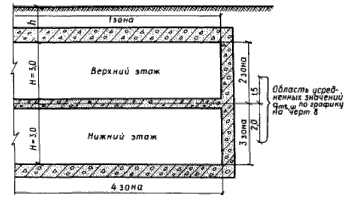 h
1 зона
H=3,0
Верхний этаж
2 зона
1,5
Область усред-
ненных значений
по графику
на черт 8
H=3,0
Нижний этаж
3 зона
2,0
4 зона